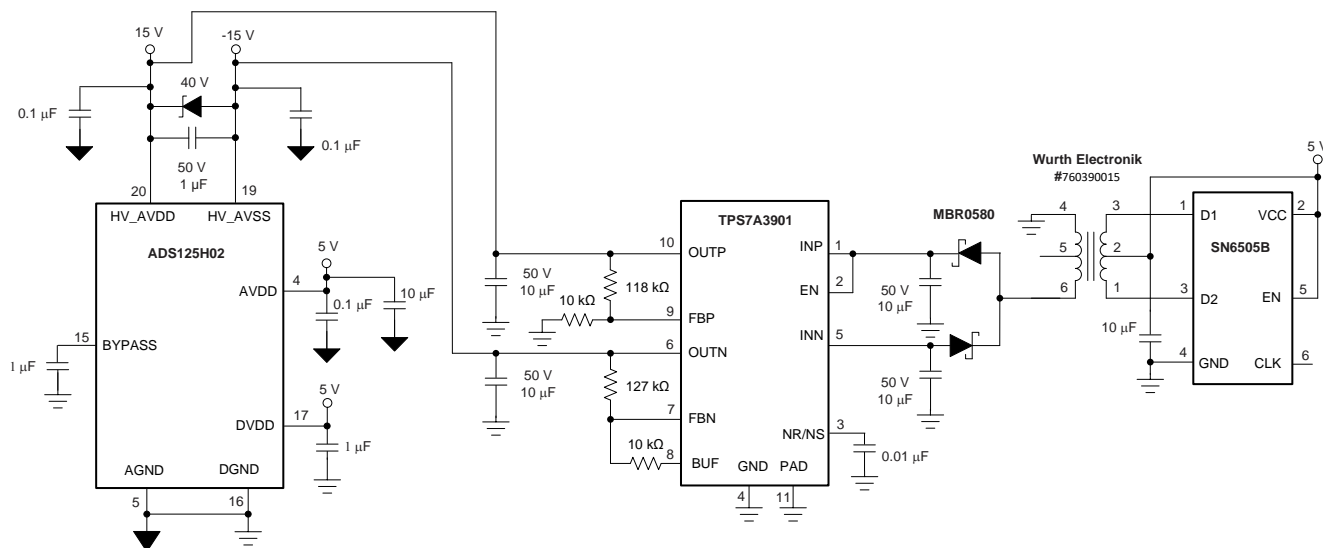 15 V
-15 V
40 V
0.1 μF
0.1 μF
50 V
1 μF
20
19
HV_AVDD
HV_AVSS
ADS125H02
5 V
4
AVDD
0.1 μF
10 μF
15
BYPASS
1 μF
5 V
17
DVDD
1 μF
AGND
DGND
5
16
TPS7A3901
10
OUTP
50 V
10 μF
118 kΩ
10 kΩ
9
FBP
6
OUTN
50 V
10 μF
127 kΩ
7
FBN
10 kΩ
8
BUF
INP
1
EN
2
INN
5
NR/NS
3
0.01 μF
GND
PAD
4
11
MBR0580
50 V
10 μF
50 V
10 μF
Wurth Electronik
#760390015
4
3
5
2
6
1
5 V
1
D1
VCC
2
SN6505B
3
D2
EN
5
10 μF
4
GND
CLK
6